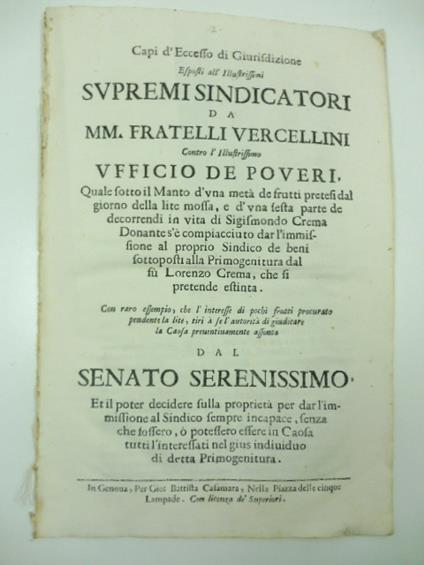 Capi d'Eccesso di Giurisdizione
Esposti all' Illustrissimi
SVPREMI SINDICATORI
DA
MM. FRATELLI VERCELLINI
Contro l' Illustrissimo
VFFICIO DE POVERI,
Quale sotto il Manto d'vna metà de frutti pretesi dal
giorno della lite mossa, e d'vna sesta parte de
decorrendi in vita di Sigismondo Crema
Donante s'è compiacciuto dar l'immis-
sione al proprio Sindico de beni
sottoposti alla Primogenitura dal
fù Lorenzo Crema, che si
pretende estinta.
Con raro essempio, che l' interesse di pochi frutti procurato
pendente la lite, tiri à se l'autorità di giudicare
la Caosa preuentiuamente assonta
DAL
SENATO SERENISSIMO,
Et il poter decidere sulla proprietà per dar l'im-
missione al Sindico sempre incapace, senza
che fossero, ò potessero essere in Caosa
tutti l'interessati nel gius indiuiduo
di detta Primogenitura.
In Genoua, Per Gio: Battista Casamara, Nella Piazza delle cinque
Lampade. Con licenza de' Superiori.